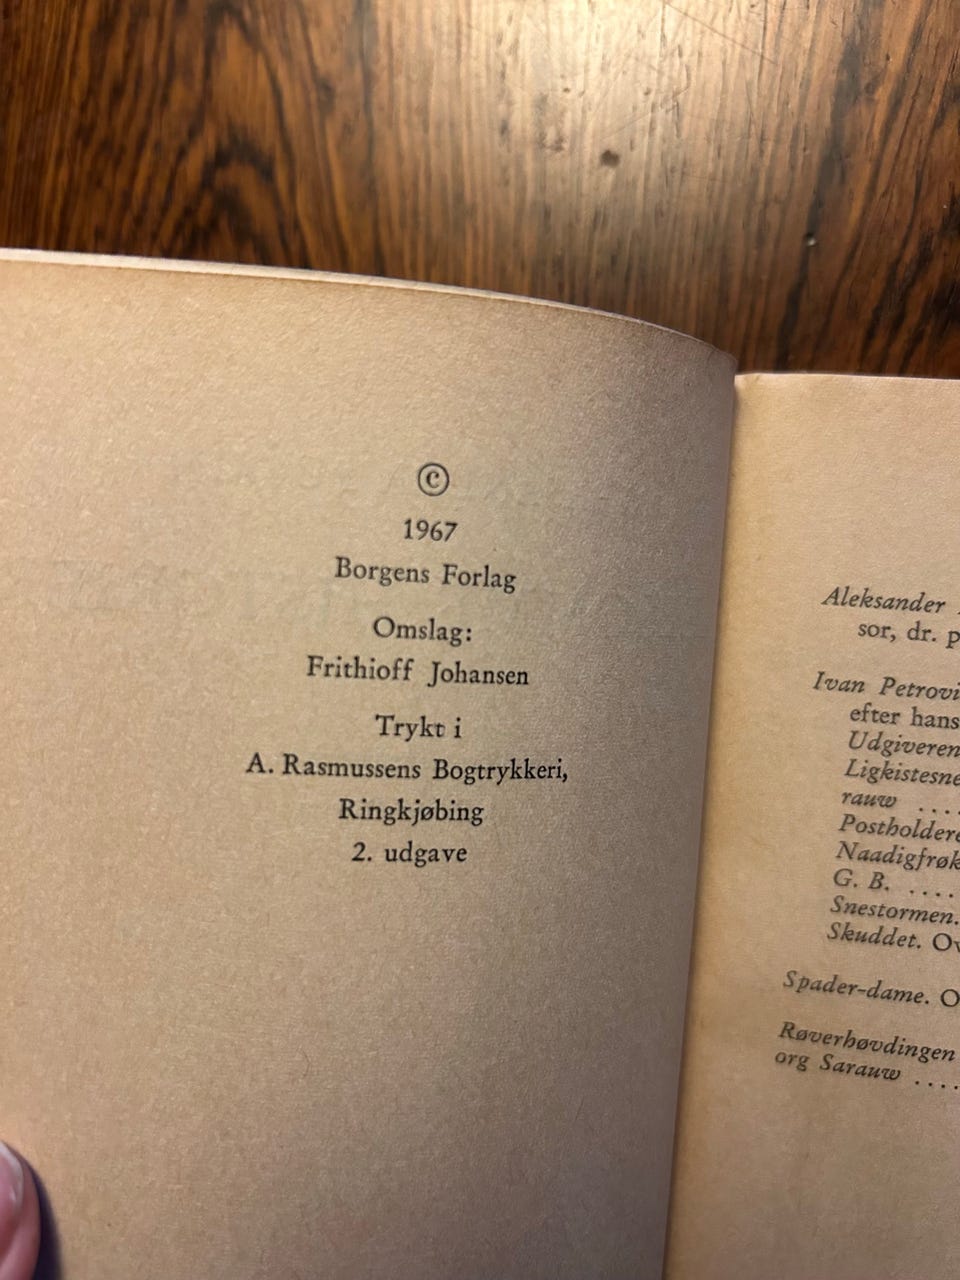 ©
1967
Borgens Forlag
Omslag:
Frithioff Johansen
Trykt i
A. Rasmussens Bogtrykkeri,
Ringkjøbing
2. udgave
Aleksander
sor, dr. p
Ivan Petrovi
efter hans
Udgiveren
Ligkistesne
rauw ....
Postholdere
Naadigfrøk
G. B. ....
Snestormen.
Skuddet. Ov
Spader-dame. O
Røverhøvdingen
org Sarauw ....